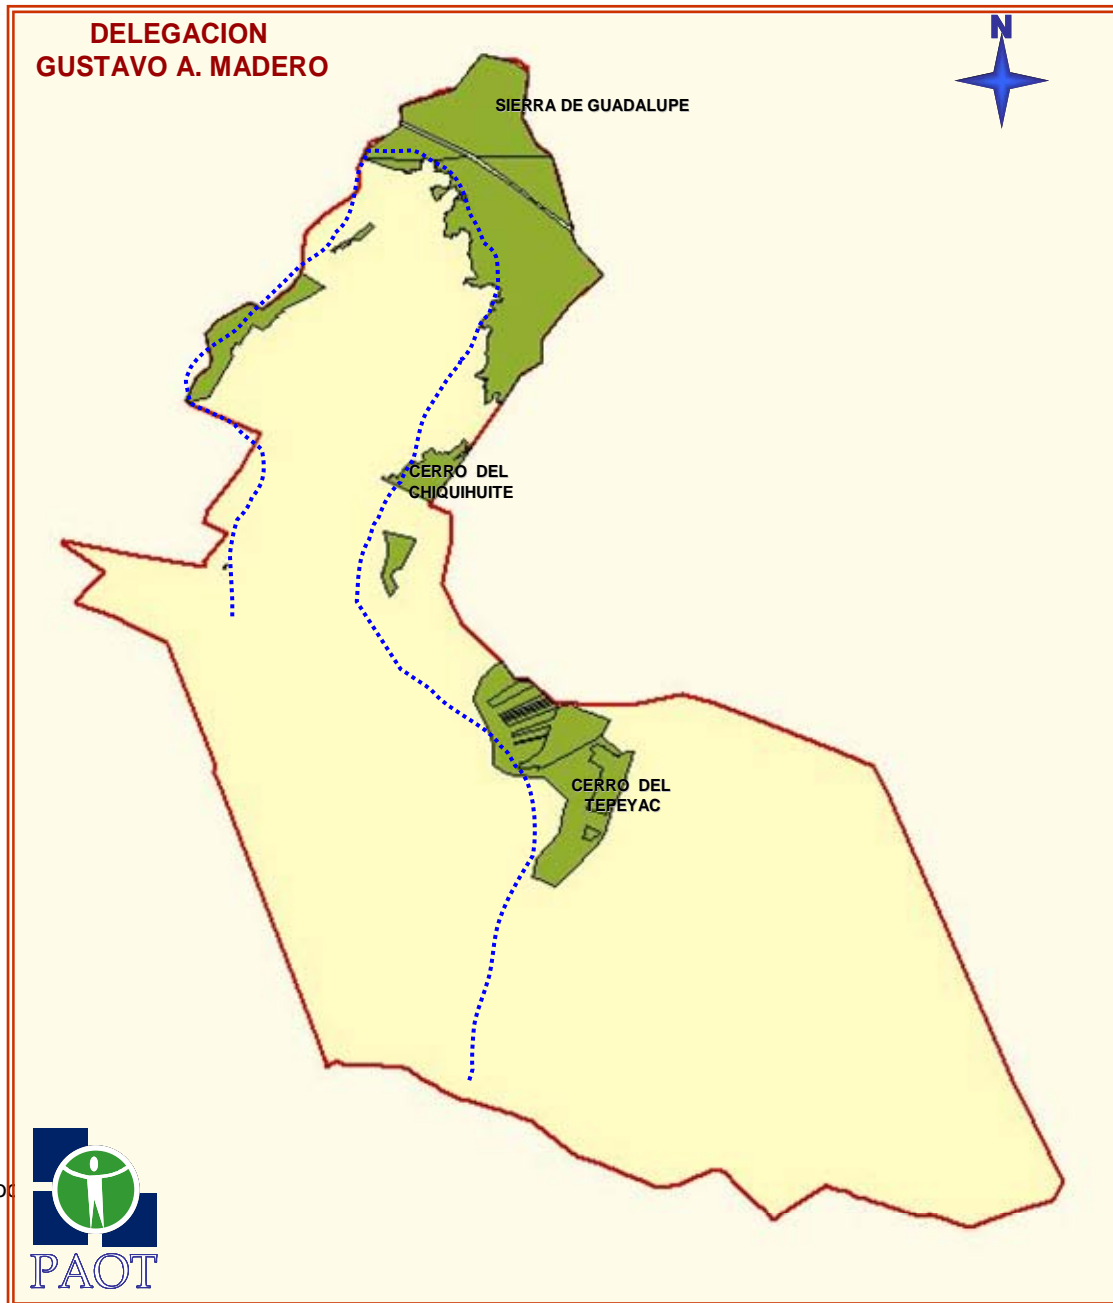 DELEGACION
GUSTAVO A. MADERO
N
SIERRA DE GUADALUPE
CERRO DEL
CHIQUIHUITE
CERRO DEL
TEPEYAC
PAOT